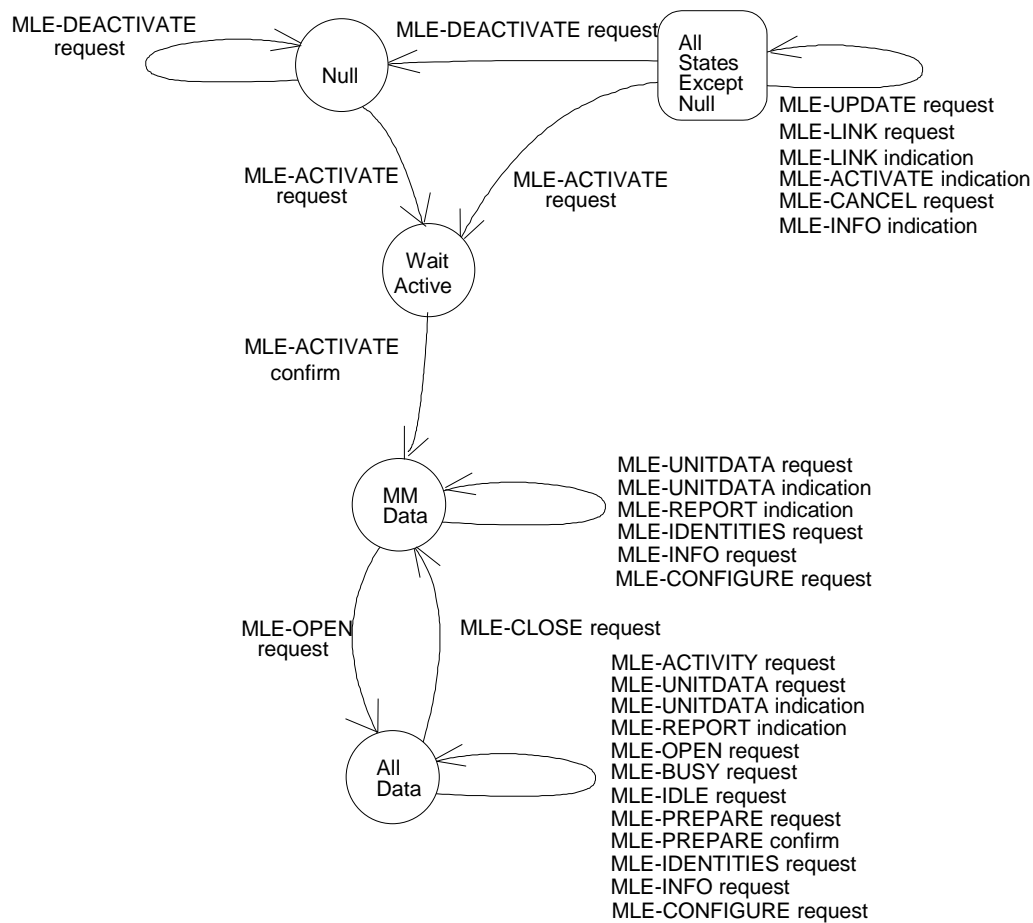 MLE-DEACTIVATE
request
MLE-DEACTIVATE request
Null
All
States
Except
Null
MLE-UPDATE request
MLE-LINK request
MLE-LINK indication
MLE-ACTIVATE indication
MLE-CANCEL request
MLE-INFO indication
MLE-ACTIVATE
request
MLE-ACTIVATE
request
Wait
Active
MLE-ACTIVATE
confirm
MM
Data
MLE-UNITDATA request
MLE-UNITDATA indication
MLE-REPORT indication
MLE-IDENTITIES request
MLE-INFO request
MLE-CONFIGURE request
MLE-OPEN
request
MLE-CLOSE request
All
Data
MLE-ACTIVITY request
MLE-UNITDATA request
MLE-UNITDATA indication
MLE-REPORT indication
MLE-OPEN request
MLE-BUSY request
MLE-IDLE request
MLE-PREPARE request
MLE-PREPARE confirm
MLE-IDENTITIES request
MLE-INFO request
MLE-CONFIGURE request